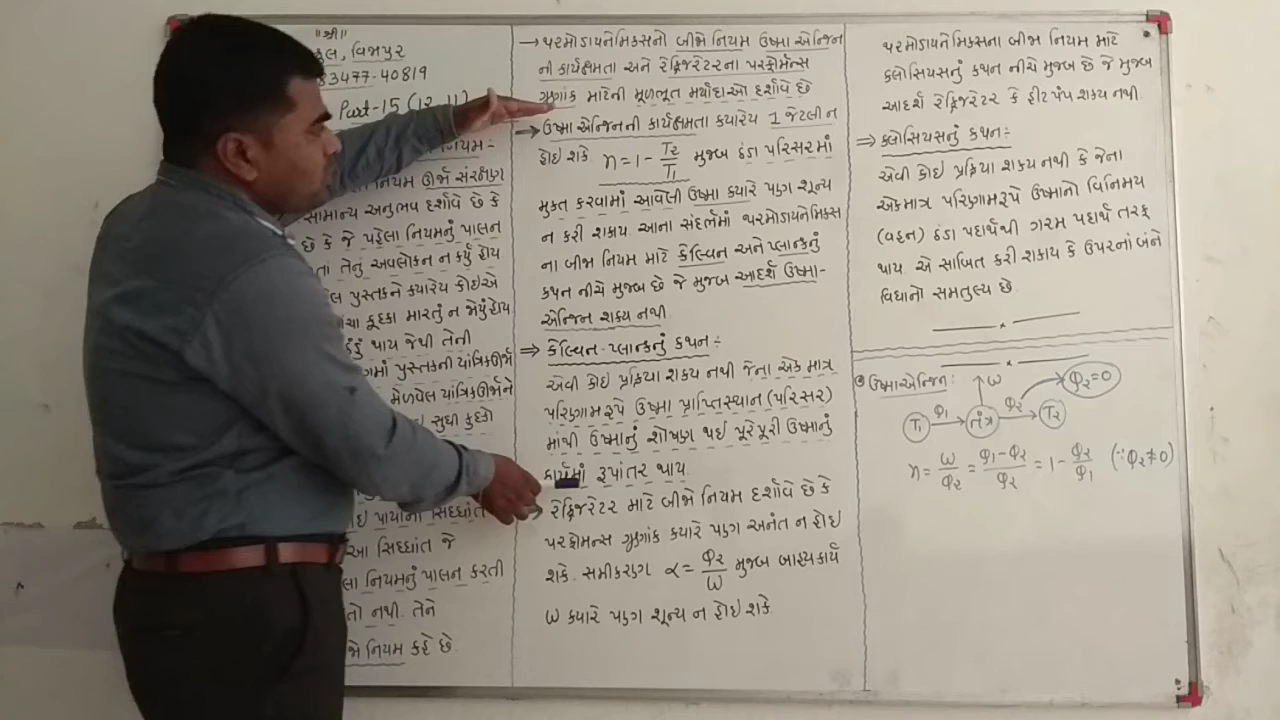 ॥શ્રી॥
કુલ, વિજાપુર
83477-40819
Part-15 (12.11)
નિયમ :-
નિયમ ઊર્જા સંરક્ષણ
સામાન્ય અનુભવ દર્શાવે છે કે
છે કે જે પહેલા નિયમનું પાલન
તેનું અવલોકન ન કર્યું હોય
પુસ્તકને ક્યારેય કોઈએ
કૂદકા મારતું ન જોયું હોય
થાય જેથી તેની
પુસ્તકની યાંત્રિકઊર્જા
મેળવેલ યાંત્રિકઊર્જાને
સુધી કુદકો
પાયાના સિદ્ધાંત
આ સિધ્ધાંત જે
નિયમનું પાલન કરતી
નથી. તેને
નિયમ કહે છે.
→ થરમોડાયનેમિક્સનો બીજો નિયમ ઉષ્મા એન્જિન
ની કાર્યક્ષમતા અને રેફ્રિજરેટરના પરફોર્મન્સ
ગુણાંક માટેની મૂળભૂત મર્યાદાઓ દર્શાવે છે
⇒ ઉષ્મા એન્જિનની કાર્યક્ષમતા ક્યારેય 1 જેટલી ન
હોઇ શકે. η = 1 - T₂/T₁ મુજબ ઠંડા પરિસરમાં
મુક્ત કરવામાં આવેલી ઉષ્મા ક્યારે પણ શૂન્ય
ન કરી શકાય. આના સંદર્ભમાં થરમોડાયનેમિક્સ
ના બીજા નિયમ માટે કેલ્વિન અને પ્લાન્કનું
કથન નીચે મુજબ છે જે મુજબ આદર્શ ઉષ્મા-
એન્જિન શક્ય નથી.
⇒ કેલ્વિન-પ્લાન્કનું કથન :-
એવી કોઇ પ્રક્રિયા શક્ય નથી જેના એક માત્ર
પરિણામરૂપે ઉષ્મા પ્રાપ્તિસ્થાન (પરિસર)
માંથી ઉષ્માનું શોષણ થઇ પૂરેપૂરી ઉષ્માનું
કાર્યમાં રૂપાંતર થાય.
→ રેફ્રિજરેટર માટે બીજો નિયમ દર્શાવે છે કે
પરફોમન્સ ગુણાંક ક્યારે પણ અનંત ન હોઇ
શકે. સમીકરણ α = Q₂/W મુજબ બાહ્યકાર્ય
W ક્યારે પણ શૂન્ય ન હોઇ શકે.
થરમોડાયનેમિક્સના બીજા નિયમ માટે
ક્લોસિયસનું કથન નીચે મુજબ છે જે મુજબ
આદર્શ રેફ્રિજરેટર કે હીટપંપ શક્ય નથી.
⇒ ક્લોસિયસનું કથન :-
એવી કોઇ પ્રક્રિયા શક્ય નથી કે જેના
એકમાત્ર પરિણામરૂપે ઉષ્માનો વિનિમય
(વહન) ઠંડા પદાર્થથી ગરમ પદાર્થ તરફ
થાય. એ સાબિત કરી શકાય કે ઉપરનાં બંને
વિધાનો સમતુલ્ય છે.
ઉષ્માએન્જિન: W Q₂=0
T₁ Q₁ તંત્ર Q₂ T₂
η = W/Q₂ = Q₁-Q₂/Q₂ = 1 - Q₂/Q₁ (∵ Q₂ ≠ 0)